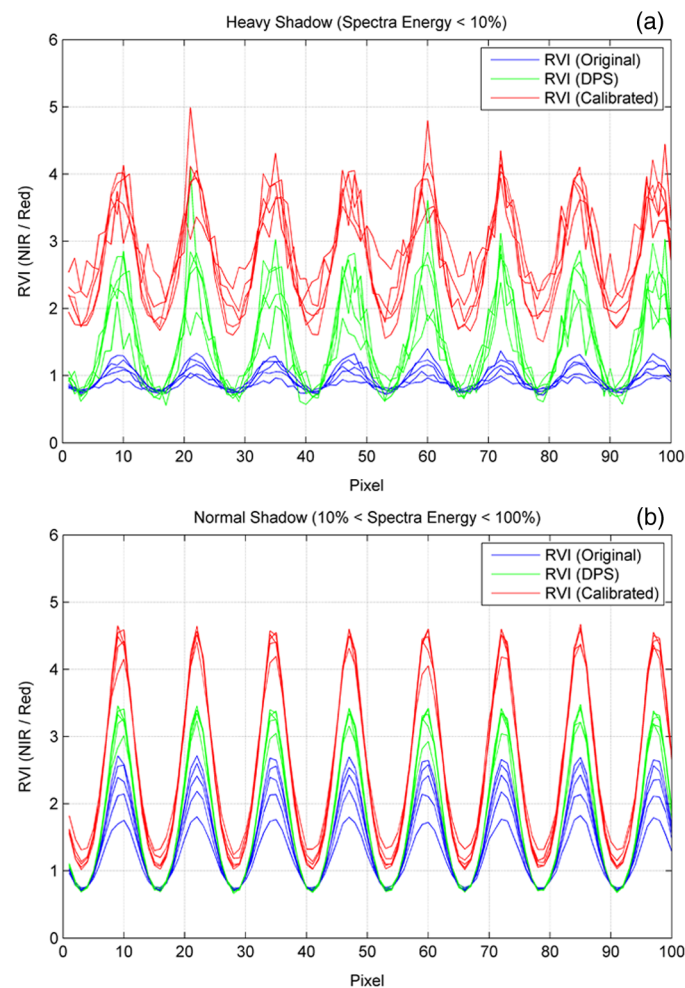 Heavy Shadow (Spectra Energy < 10%)
(a)
RVI (Original)
RVI (DPS)
RVI (Calibrated)
RVI (NIR / Red)
6
5
4
3
2
1
0
0 10 20 30 40 50 60 70 80 90 100
Pixel
Normal Shadow (10% < Spectra Energy < 100%)
(b)
RVI (Original)
RVI (DPS)
RVI (Calibrated)
RVI (NIR / Red)
6
5
4
3
2
1
0
0 10 20 30 40 50 60 70 80 90 100
Pixel